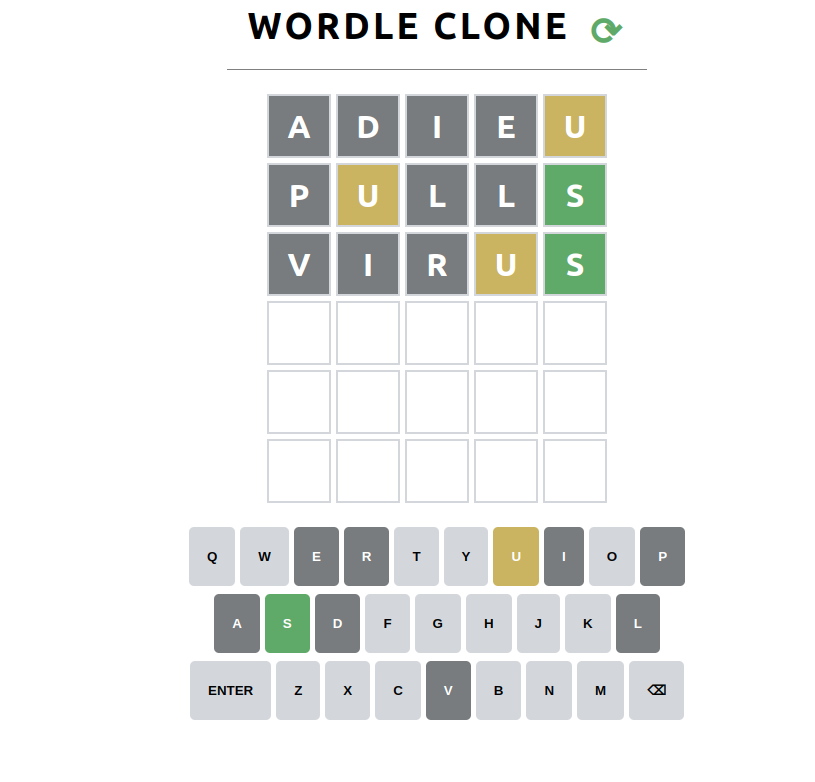 WORDLE CLONE ⟳
A D I E U
P U L L S
V I R U S
Q W E R T Y U I O P
A S D F G H J K L
ENTER Z X C V B N M ⌫